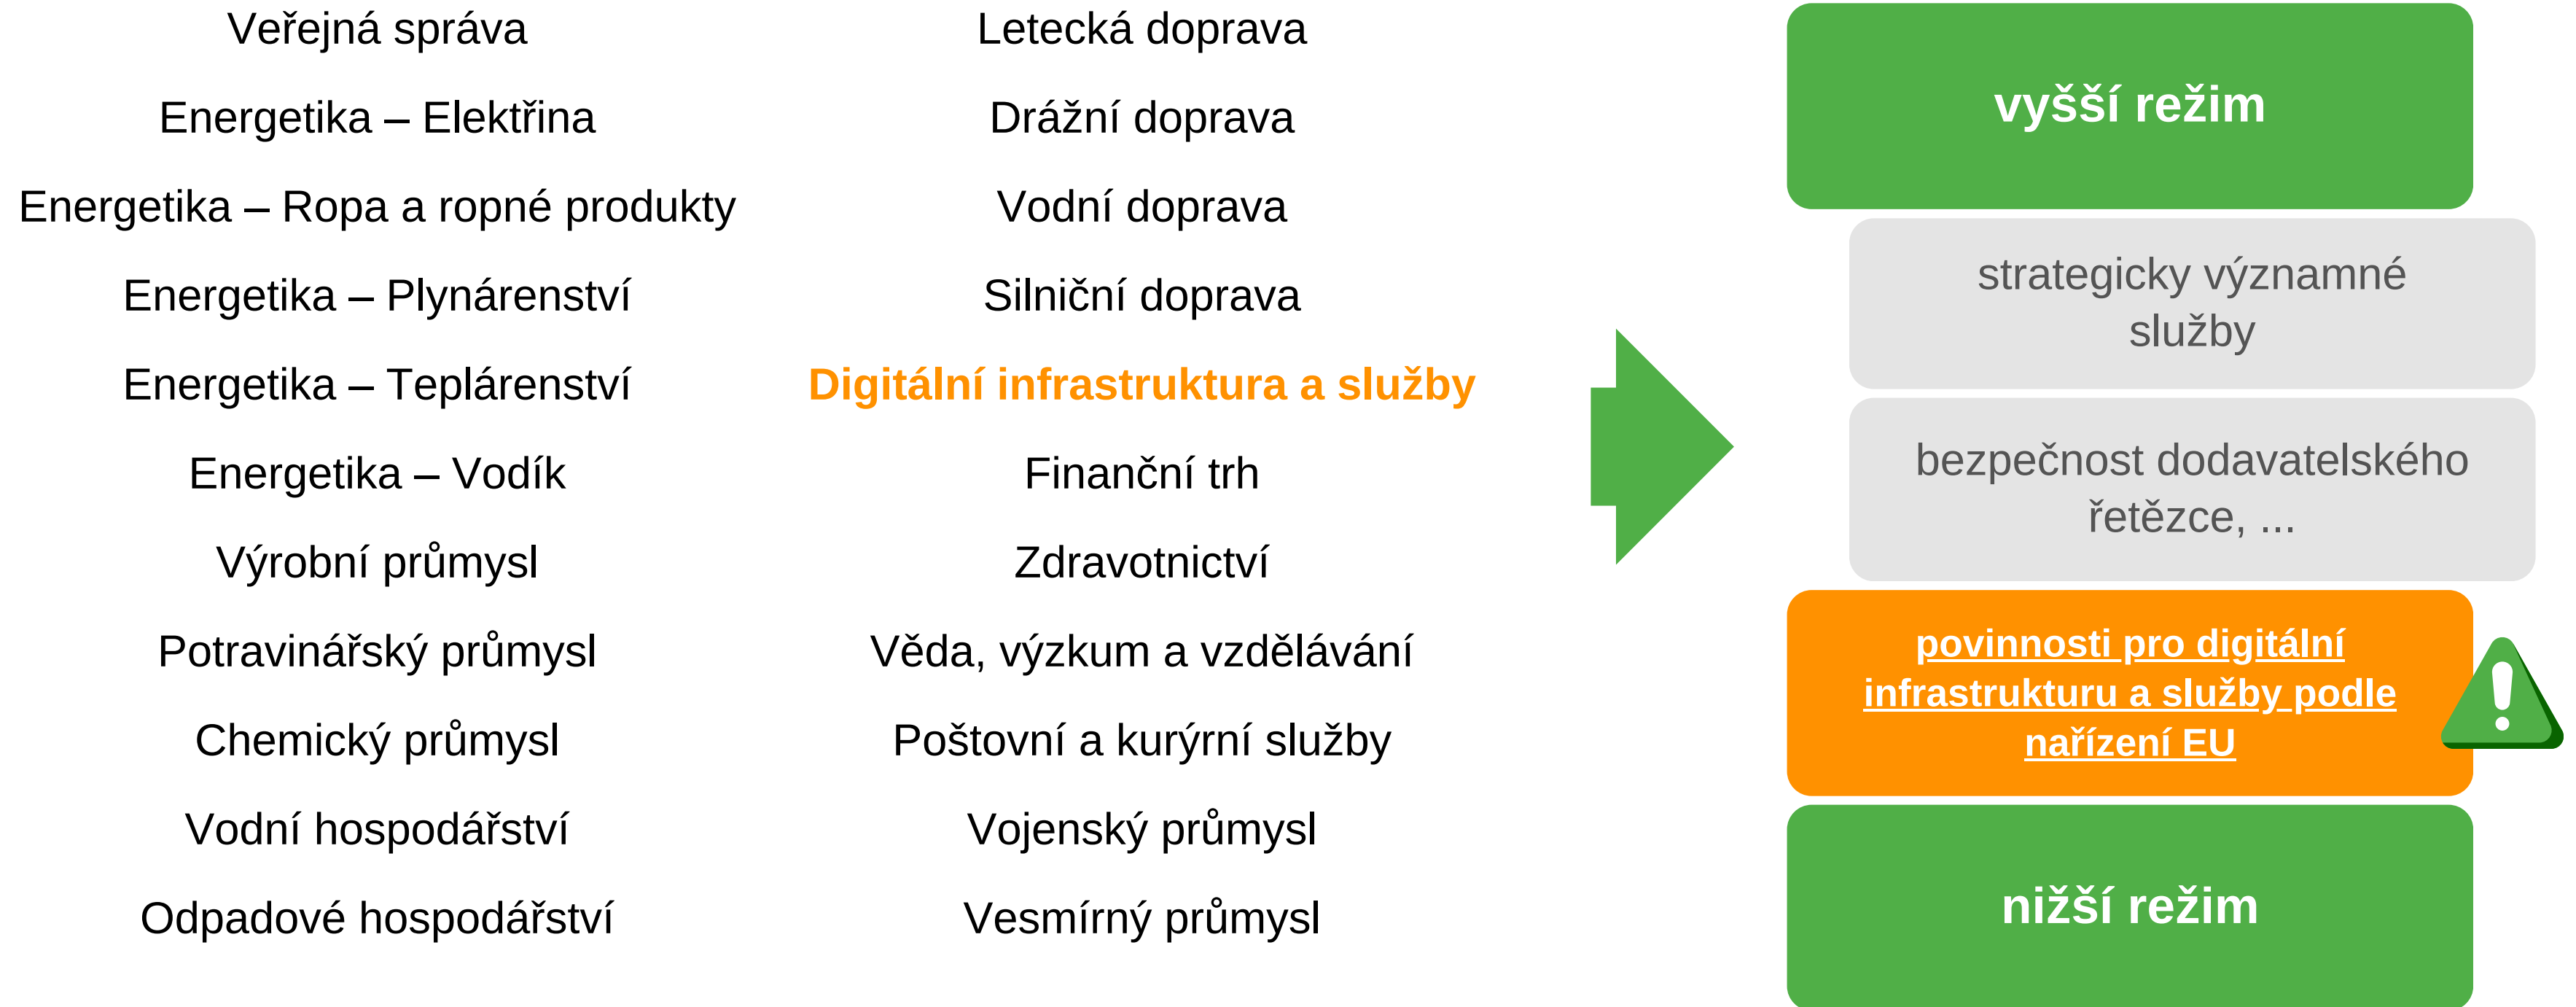 Veřejná správa
Energetika – Elektřina
Energetika – Ropa a ropné produkty
Energetika – Plynárenství
Energetika – Teplárenství
Energetika – Vodík
Výrobní průmysl
Potravinářský průmysl
Chemický průmysl
Vodní hospodářství
Odpadové hospodářství
Letecká doprava
Drážní doprava
Vodní doprava
Silniční doprava
Digitální infrastruktura a služby
Finanční trh
Zdravotnictví
Věda, výzkum a vzdělávání
Poštovní a kurýrní služby
Vojenský průmysl
Vesmírný průmysl
vyšší režim
strategicky významné
služby
bezpečnost dodavatelského
řetězce, ...
povinnosti pro digitální
infrastrukturu a služby podle
nařízení EU
nižší režim